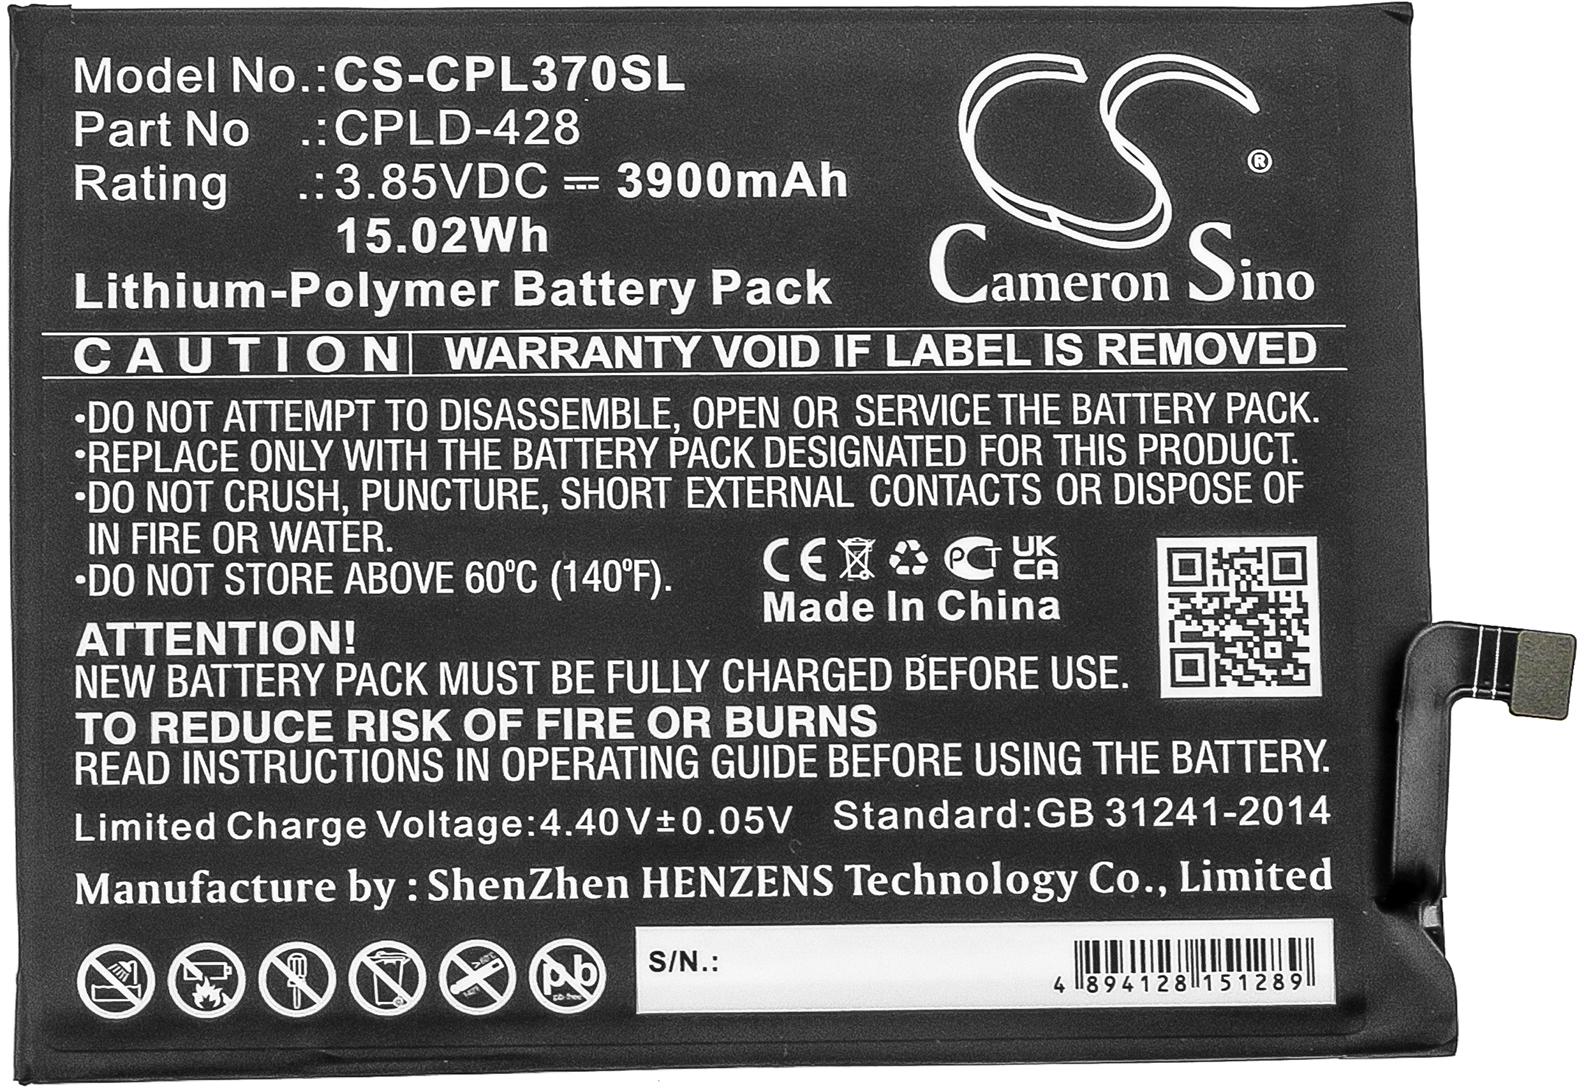 Model No.:CS-CPL370SL
Part No .:CPLD-428
Rating .:3.85VDC ⎓ 3900mAh
15.02Wh
Lithium-Polymer Battery Pack
®
Cameron Sino
CAUTION| WARRANTY VOID IF LABEL IS REMOVED
•DO NOT ATTEMPT TO DISASSEMBLE, OPEN OR SERVICE THE BATTERY PACK.
•REPLACE ONLY WITH THE BATTERY PACK DESIGNATED FOR THIS PRODUCT.
•DO NOT CRUSH, PUNCTURE, SHORT EXTERNAL CONTACTS OR DISPOSE OF
IN FIRE OR WATER.
•DO NOT STORE ABOVE 60ºC (140ºF).
CE PCT UK CA
Made In China
ATTENTION!
NEW BATTERY PACK MUST BE FULLY CHARGED BEFORE USE.
TO REDUCE RISK OF FIRE OR BURNS
READ INSTRUCTIONS IN OPERATING GUIDE BEFORE USING THE BATTERY.
Limited Charge Voltage:4.40V±0.05V Standard:GB 31241-2014
Manufacture by : ShenZhen HENZENS Technology Co., Limited
pb
pb-free
S/N.:
4 894128 151289